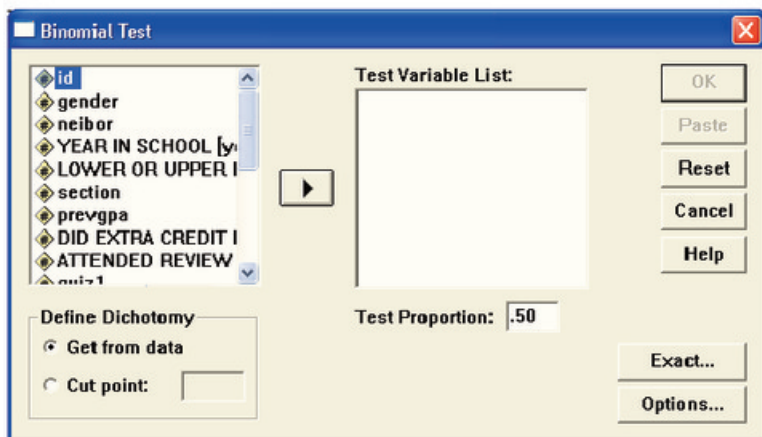 Binomial Test
id
gender
neibor
YEAR IN SCHOOL [y
LOWER OR UPPER
section
prevgpa
DID EXTRA CREDIT
ATTENDED REVIEW
quiz1
Test Variable List:
OK
Paste
Reset
Cancel
Help
Define Dichotomy
Get from data
Cut point:
Test Proportion: .50
Exact...
Options...